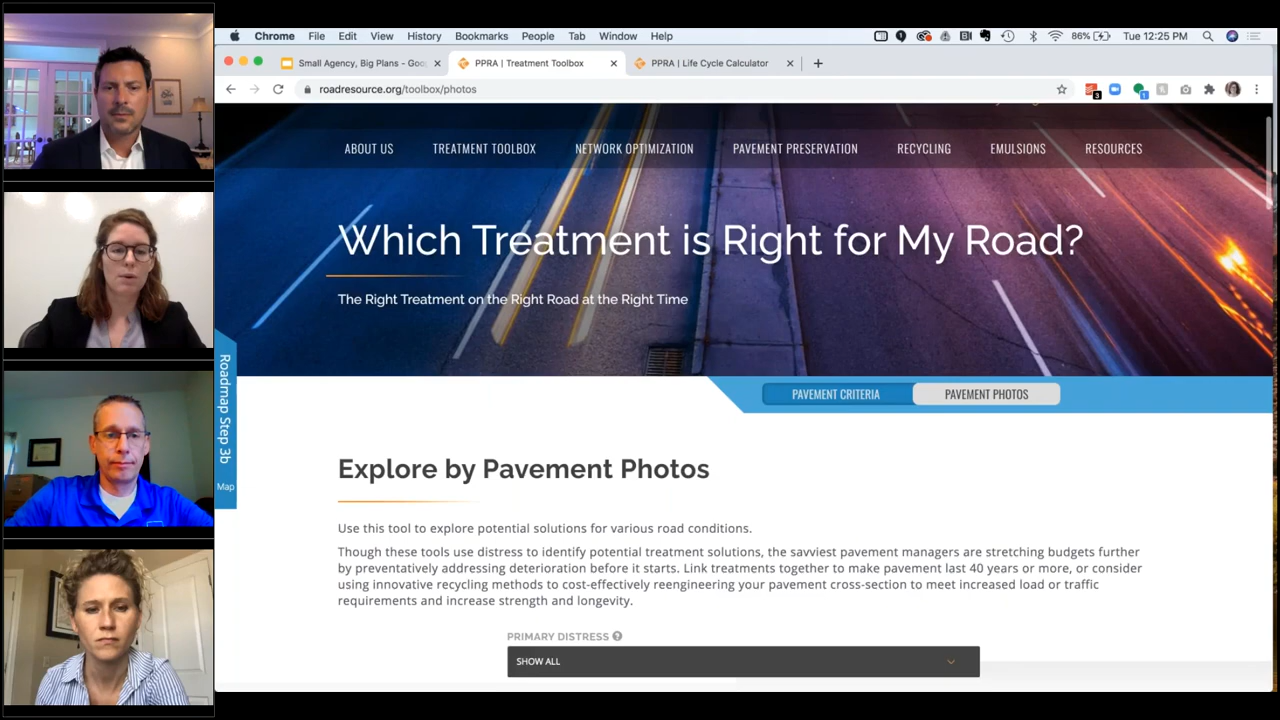 Chrome File Edit View History Bookmarks People Tab Window Help
86% Tue 12:25 PM
Small Agency, Big Plans - Goo
PPRA | Treatment Toolbox
PPRA | Life Cycle Calculator
roadresource.org/toolbox/photos
3
1
ABOUT US TREATMENT TOOLBOX NETWORK OPTIMIZATION PAVEMENT PRESERVATION RECYCLING EMULSIONS RESOURCES
Which Treatment is Right for My Road?
The Right Treatment on the Right Road at the Right Time
Roadmap Step 3b
Map
PAVEMENT CRITERIA PAVEMENT PHOTOS
Explore by Pavement Photos
Use this tool to explore potential solutions for various road conditions.
Though these tools use distress to identify potential treatment solutions, the savviest pavement managers are stretching budgets further
by preventatively addressing deterioration before it starts. Link treatments together to make pavement last 40 years or more, or consider
using innovative recycling methods to cost-effectively reengineering your pavement cross-section to meet increased load or traffic
requirements and increase strength and longevity.
PRIMARY DISTRESS ?
SHOW ALL